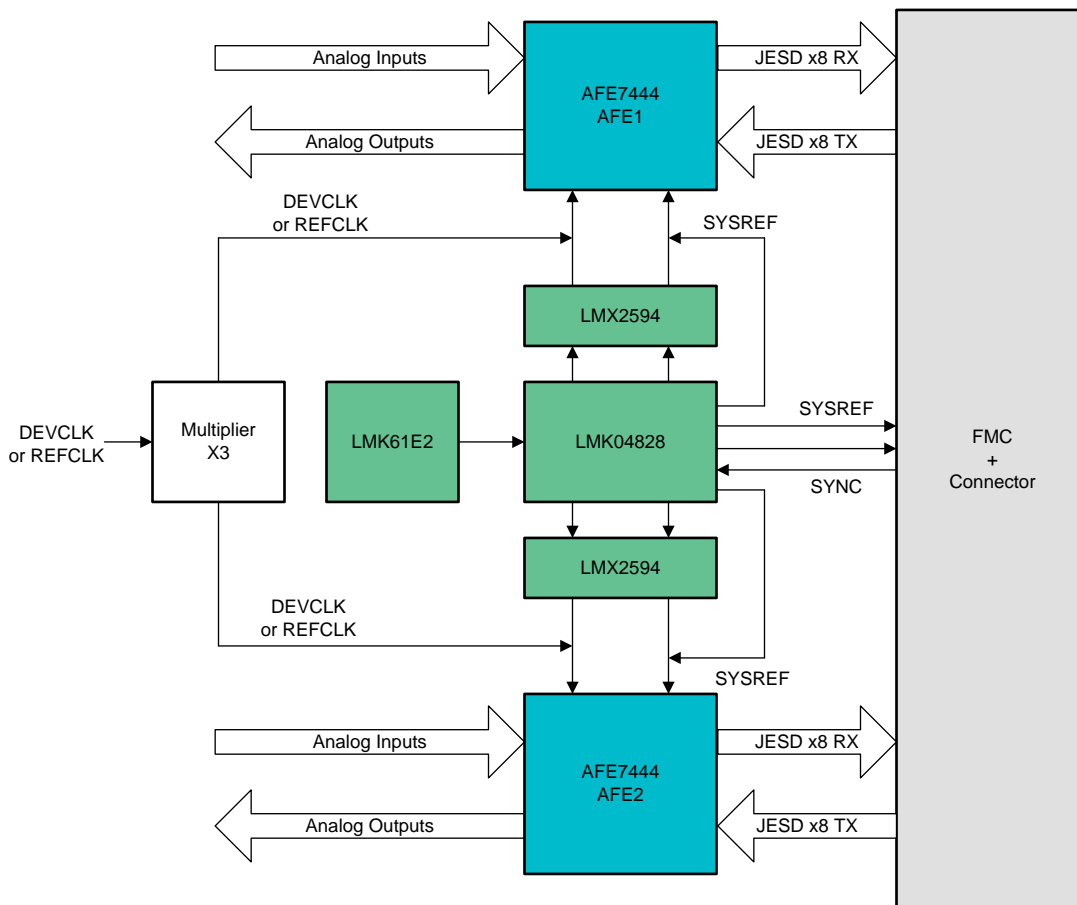 Analog Inputs
AFE7444
AFE1
JESD x8 RX
Analog Outputs
JESD x8 TX
DEVCLK
or REFCLK
SYSREF
LMX2594
DEVCLK
or REFCLK
Multiplier
X3
LMK61E2
LMK04828
SYSREF
SYNC
FMC
+
Connector
LMX2594
DEVCLK
or REFCLK
SYSREF
Analog Inputs
AFE7444
AFE2
JESD x8 RX
Analog Outputs
JESD x8 TX